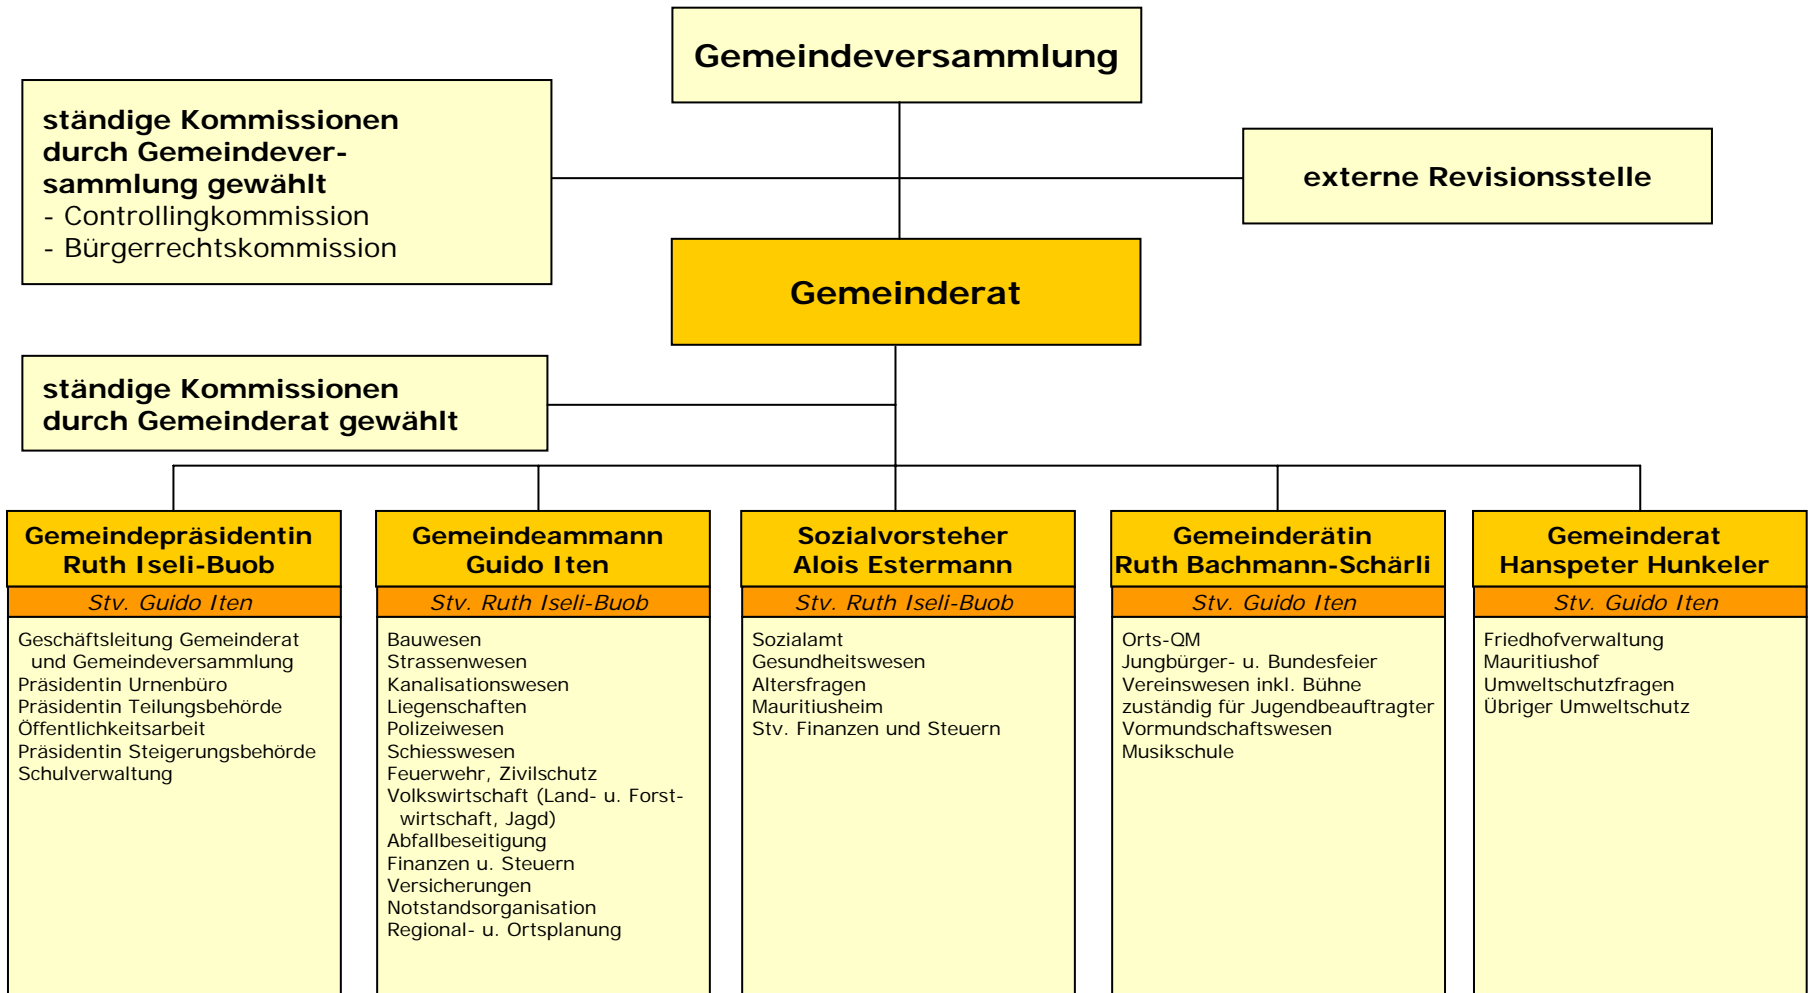 Gemeindeversammlung
ständige Kommissionen
durch Gemeindever-
sammlung gewählt
- Controllingkommission
- Bürgerrechtskommission
externe Revisionsstelle
Gemeinderat
ständige Kommissionen
durch Gemeinderat gewählt
Gemeindepräsidentin
Ruth Iseli-Buob
Stv. Guido Iten
Geschäftsleitung Gemeinderat
und Gemeindeversammlung
Präsidentin Urnenbüro
Präsidentin Teilungsbehörde
Öffentlichkeitsarbeit
Präsidentin Steigerungsbehörde
Schulverwaltung
Gemeindeammann
Guido Iten
Stv. Ruth Iseli-Buob
Bauwesen
Strassenwesen
Kanalisationswesen
Liegenschaften
Polizeiwesen
Schiesswesen
Feuerwehr, Zivilschutz
Volkswirtschaft (Land- u. Forst-
wirtschaft, Jagd)
Abfallbeseitigung
Finanzen u. Steuern
Versicherungen
Notstandsorganisation
Regional- u. Ortsplanung
Sozialvorsteher
Alois Estermann
Stv. Ruth Iseli-Buob
Sozialamt
Gesundheitswesen
Altersfragen
Mauritiusheim
Stv. Finanzen und Steuern
Gemeinderätin
Ruth Bachmann-Schärli
Stv. Guido Iten
Orts-QM
Jungbürger- u. Bundesfeier
Vereinswesen inkl. Bühne
zuständig für Jugendbeauftragter
Vormundschaftswesen
Musikschule
Gemeinderat
Hanspeter Hunkeler
Stv. Guido Iten
Friedhofverwaltung
Mauritiushof
Umweltschutzfragen
Übriger Umweltschutz